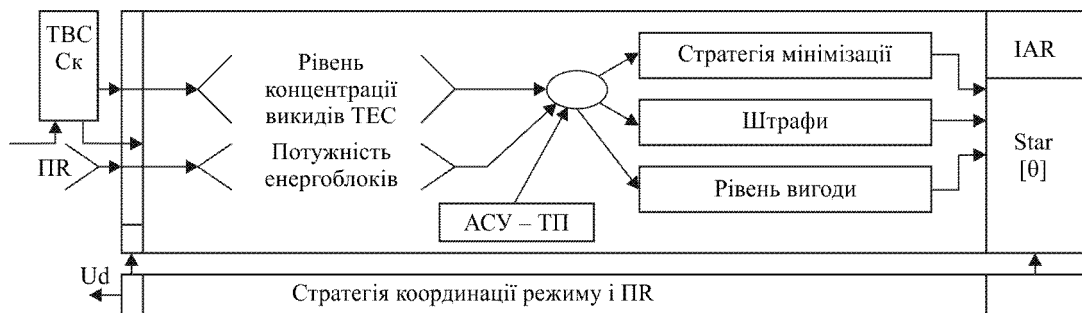 ТВС
Ск
ПR
Рівень
концентрації
викидів ТЕС
Потужність
енергоблоків
АСУ – ТП
Стратегія мінімізації
Штрафи
Рівень вигоди
IAR
Star
[θ]
Ud
Стратегія координації режиму і ПR